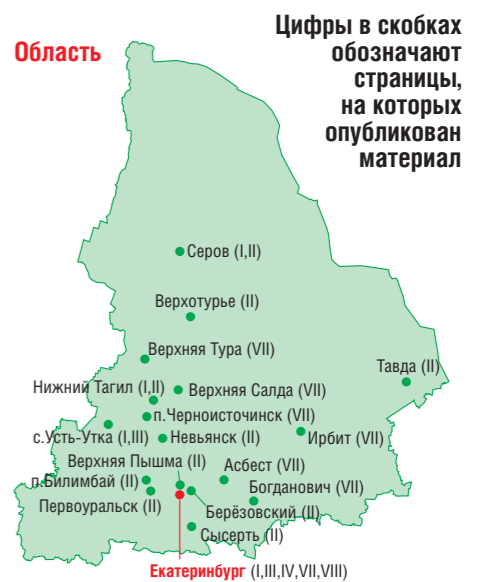 Область
Цифры в скобках
обозначают
страницы,
на которых
опубликован
материал
Серов (I,II)
Верхотурье (II)
Верхняя Тура (VII)
Тавда (II)
Нижний Тагил (I,II)
Верхняя Салда (VII)
п.Черноисточинск (VII)
с.Усть-Утка (I,III)
Невьянск (II)
Ирбит (VII)
Верхняя Пышма (II)
Асбест (VII)
п.Билимбай (II)
Богданович (VII)
Первоуральск (II)
Берёзовский (II)
Сысерть (II)
Екатеринбург (I,III,IV,VII,VIII)